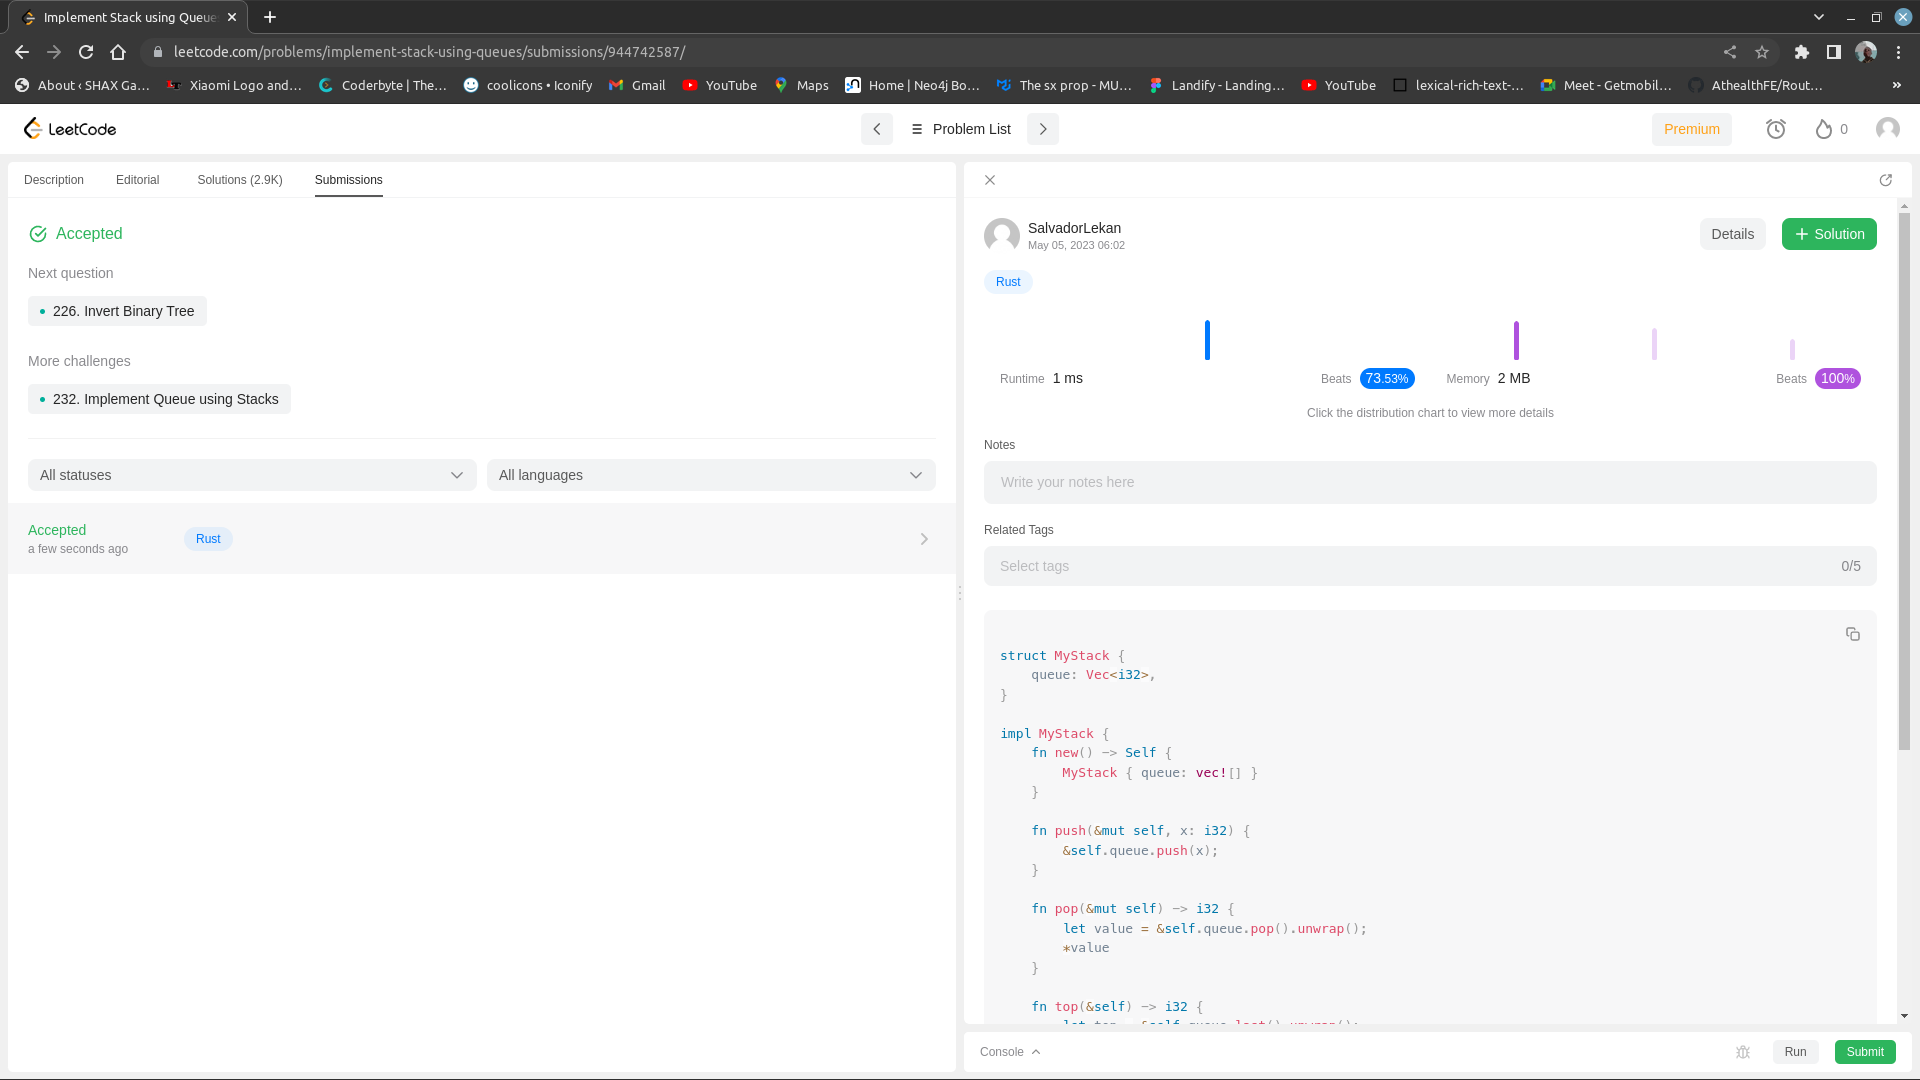 Implement Stack using Queue
leetcode.com/problems/implement-stack-using-queues/submissions/944742587/
About ‹ SHAX Ga…
Xiaomi Logo and…
Coderbyte | The…
coolicons • Iconify
Gmail
YouTube
Maps
Home | Neo4j Bo…
The sx prop - MU…
Landify - Landing…
YouTube
lexical-rich-text-…
Meet - Getmobil…
AthealthFE/Rout…
»
LeetCode
Problem List
Premium
0
Description
Editorial
Solutions (2.9K)
Submissions
Accepted
Next question
226. Invert Binary Tree
More challenges
232. Implement Queue using Stacks
All statuses
All languages
Accepted
a few seconds ago
Rust
SalvadorLekan
May 05, 2023 06:02
Details
+ Solution
Rust
Runtime 1 ms
Beats 73.53%
Memory 2 MB
Beats 100%
Click the distribution chart to view more details
Notes
Write your notes here
Related Tags
Select tags
0/5
struct MyStack {
    queue: Vec<i32>,
}
impl MyStack {
    fn new() -> Self {
        MyStack { queue: vec![] }
    }
    fn push(&mut self, x: i32) {
        &self.queue.push(x);
    }
    fn pop(&mut self) -> i32 {
        let value = &self.queue.pop().unwrap();
        *value
    }
    fn top(&self) -> i32 {
        let top = &self.queue.last().unwrap();
Console
Run
Submit